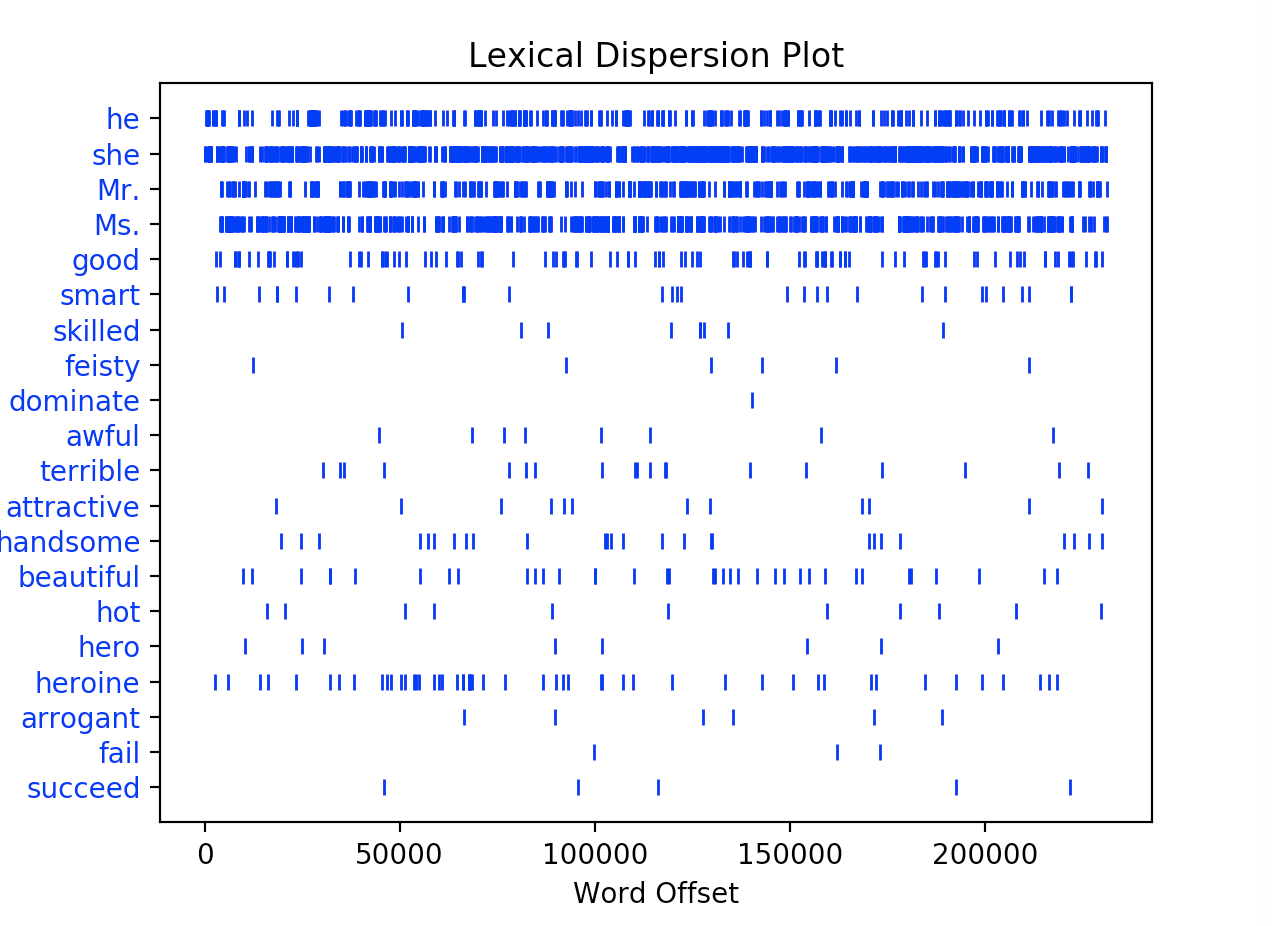 Lexical Dispersion Plot
he
she
Mr.
Ms.
good
smart
skilled
feisty
dominate
awful
terrible
attractive
handsome
beautiful
hot
hero
heroine
arrogant
fail
succeed
0 50000 100000 150000 200000
Word Offset